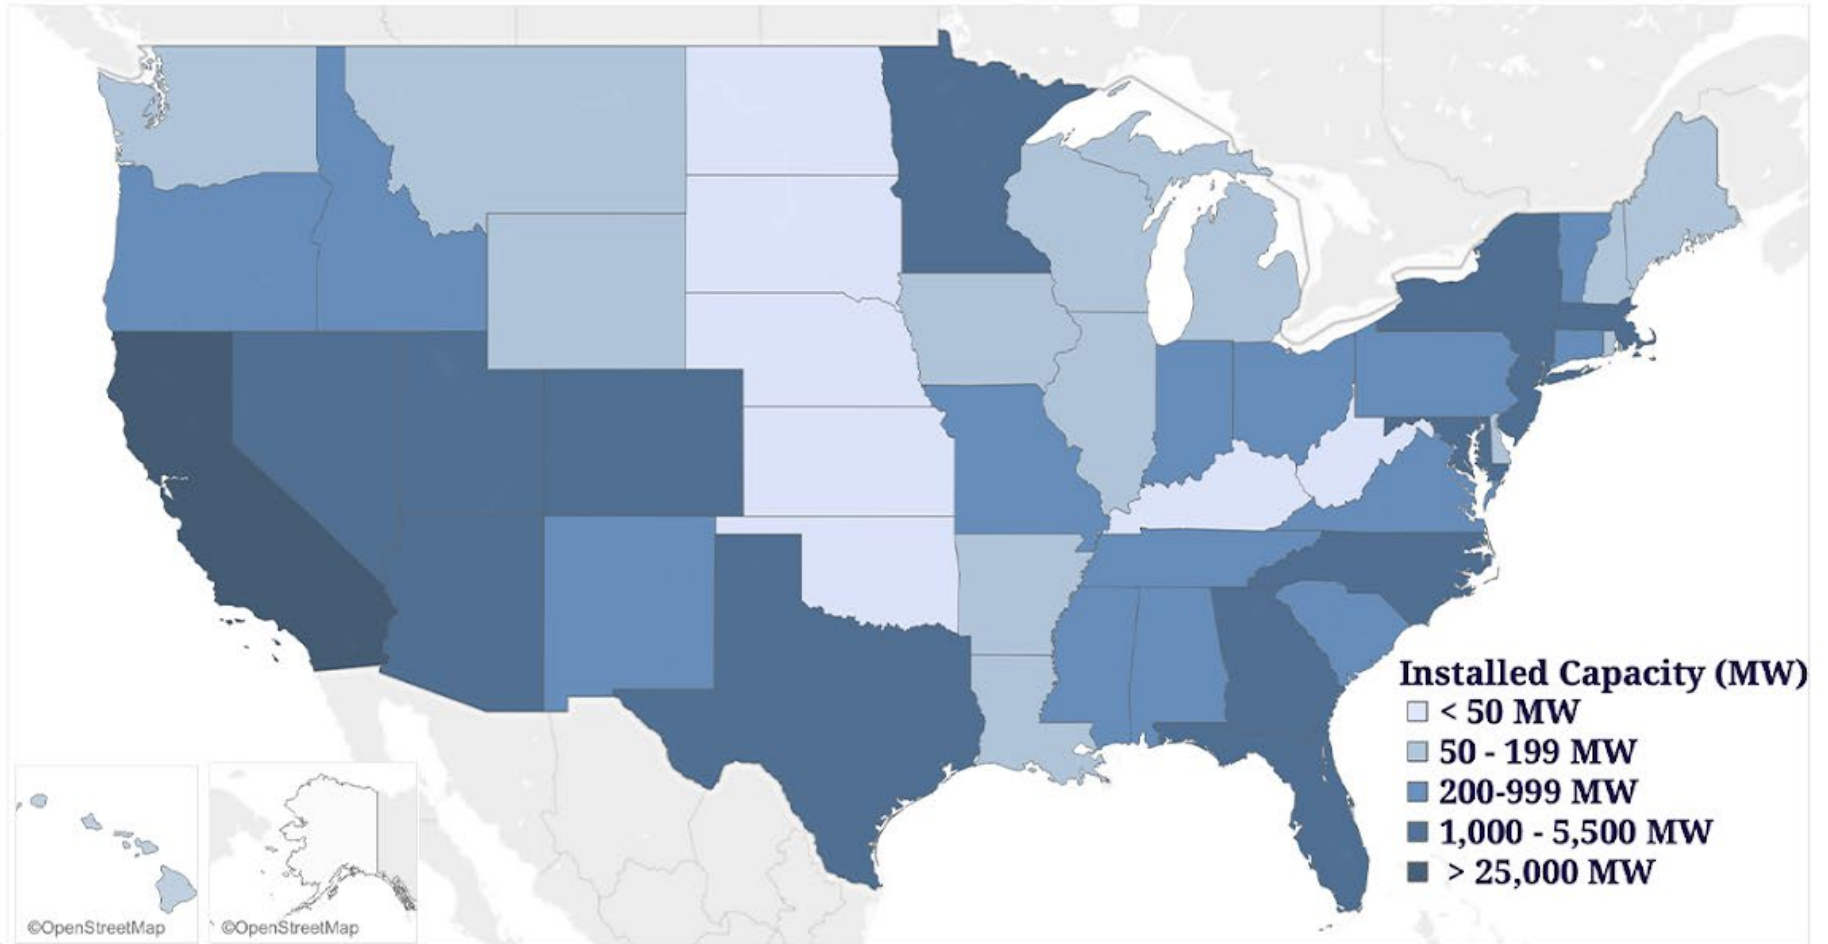 Installed Capacity (MW)
< 50 MW
50 - 199 MW
200-999 MW
1,000 - 5,500 MW
> 25,000 MW
©OpenStreetMap
©OpenStreetMap